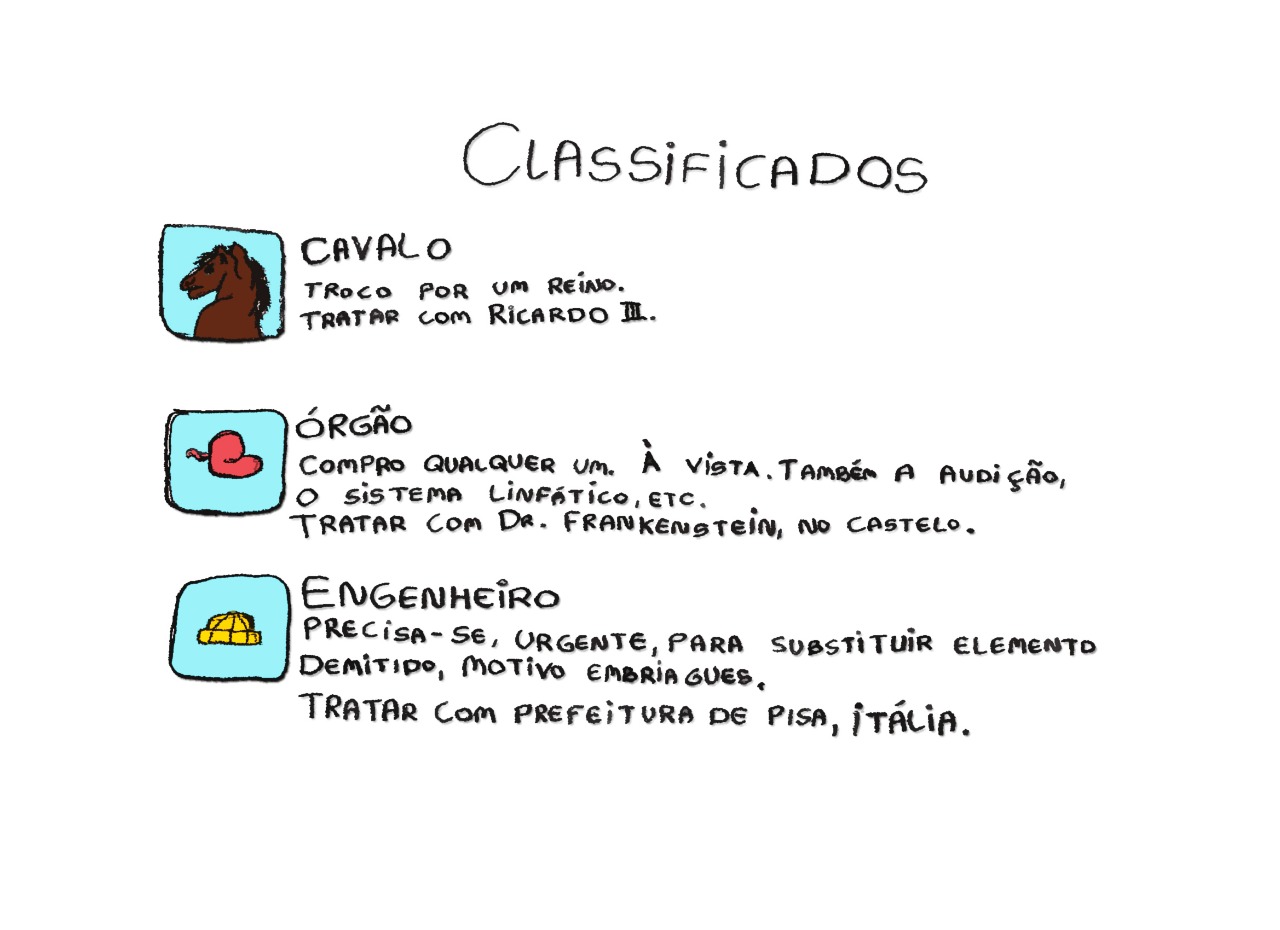 CLASSIFICADOS
CAVALO
TROCO POR UM REINO.
TRATAR COM RICARDO III.
ÓRGÃO
COMPRO QUALQUER UM. À VISTA. TAMBÉM A AUDIÇÃO,
O SISTEMA LINFÁTICO, ETC.
TRATAR COM DR. FRANKENSTEIN, NO CASTELO.
ENGENHEIRO
PRECISA-SE, URGENTE, PARA SUBSTITUIR ELEMENTO
DEMITIDO, MOTIVO EMBRIAGUES.
TRATAR COM PREFEITURA DE PISA, ITÁLIA.